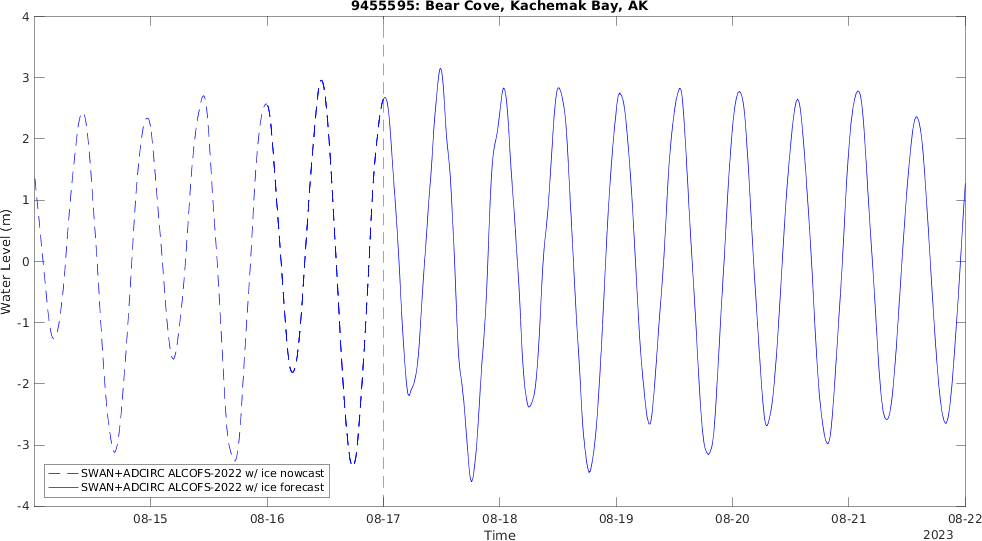 9455595: Bear Cove, Kachemak Bay, AK
4
3
2
1
0
-1
-2
-3
-4
Water Level (m)
SWAN+ADCIRC ALCOFS-2022 w/ ice nowcast
SWAN+ADCIRC ALCOFS-2022 w/ ice forecast
08-15 08-16 08-17 08-18 08-19 08-20 08-21 08-22
Time
2023